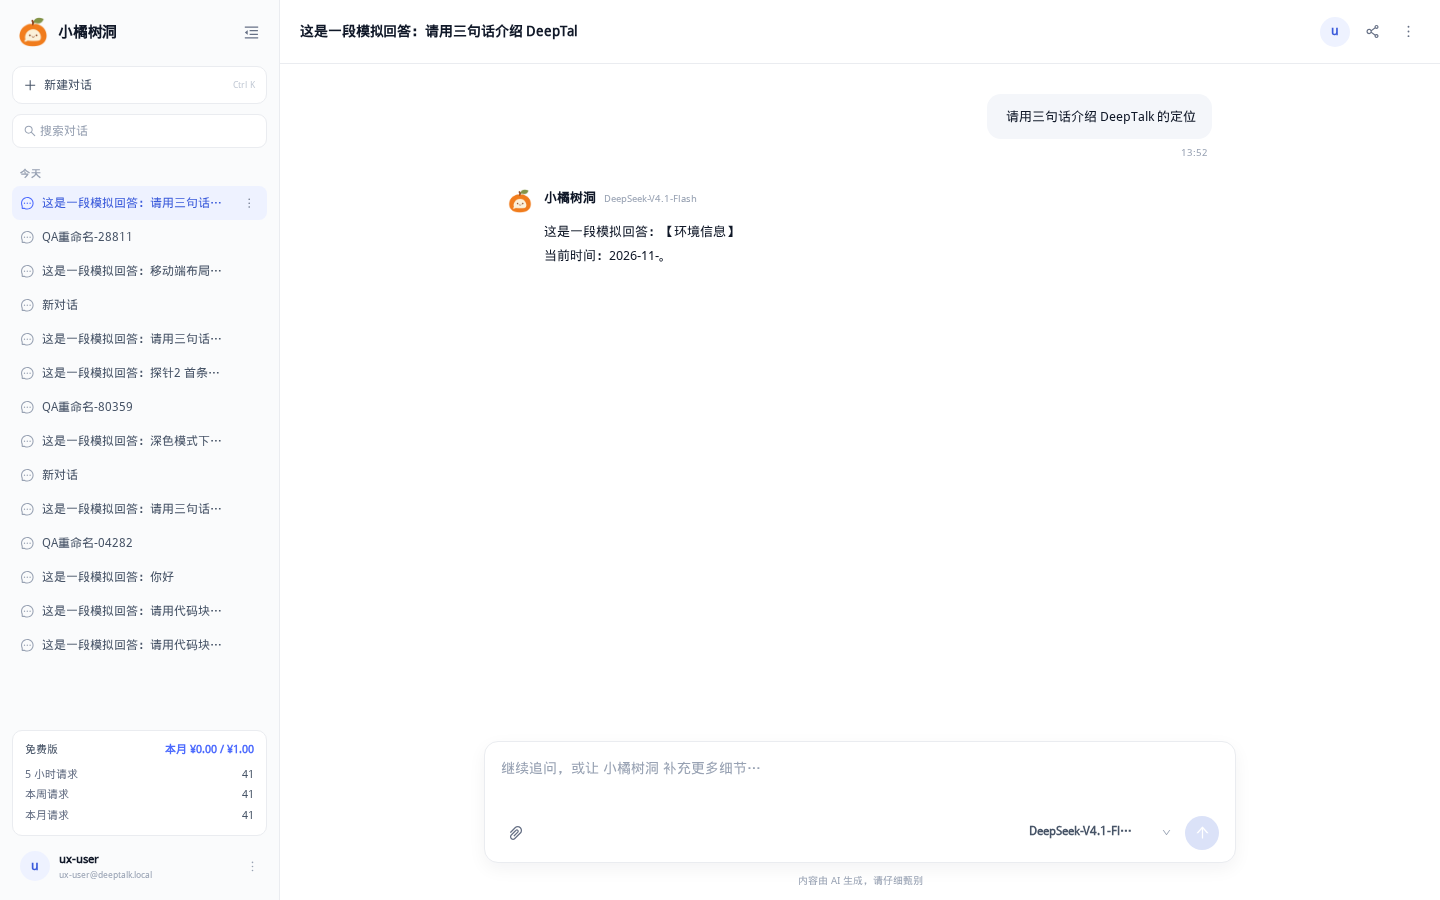 小橘树洞
新建对话
Ctrl K
搜索对话
今天
这是一段模拟回答：请用三句话…
QA重命名-28811
这是一段模拟回答：移动端布局…
新对话
这是一段模拟回答：请用三句话…
这是一段模拟回答：探针2 首条…
QA重命名-80359
这是一段模拟回答：深色模式下…
新对话
这是一段模拟回答：请用三句话…
QA重命名-04282
这是一段模拟回答：你好
这是一段模拟回答：请用代码块…
这是一段模拟回答：请用代码块…
免费版 本月 ¥0.00 / ¥1.00
5 小时请求 41
本周请求 41
本月请求 41
u
ux-user
ux-user@deeptalk.local
这是一段模拟回答：请用三句话介绍 DeepTal
u
请用三句话介绍 DeepTalk 的定位
13:52
小橘树洞 DeepSeek-V4.1-Flash
这是一段模拟回答：【环境信息】
当前时间：2026-11-。
继续追问，或让 小橘树洞 补充更多细节…
DeepSeek-V4.1-Fl…
内容由 AI 生成，请仔细甄别